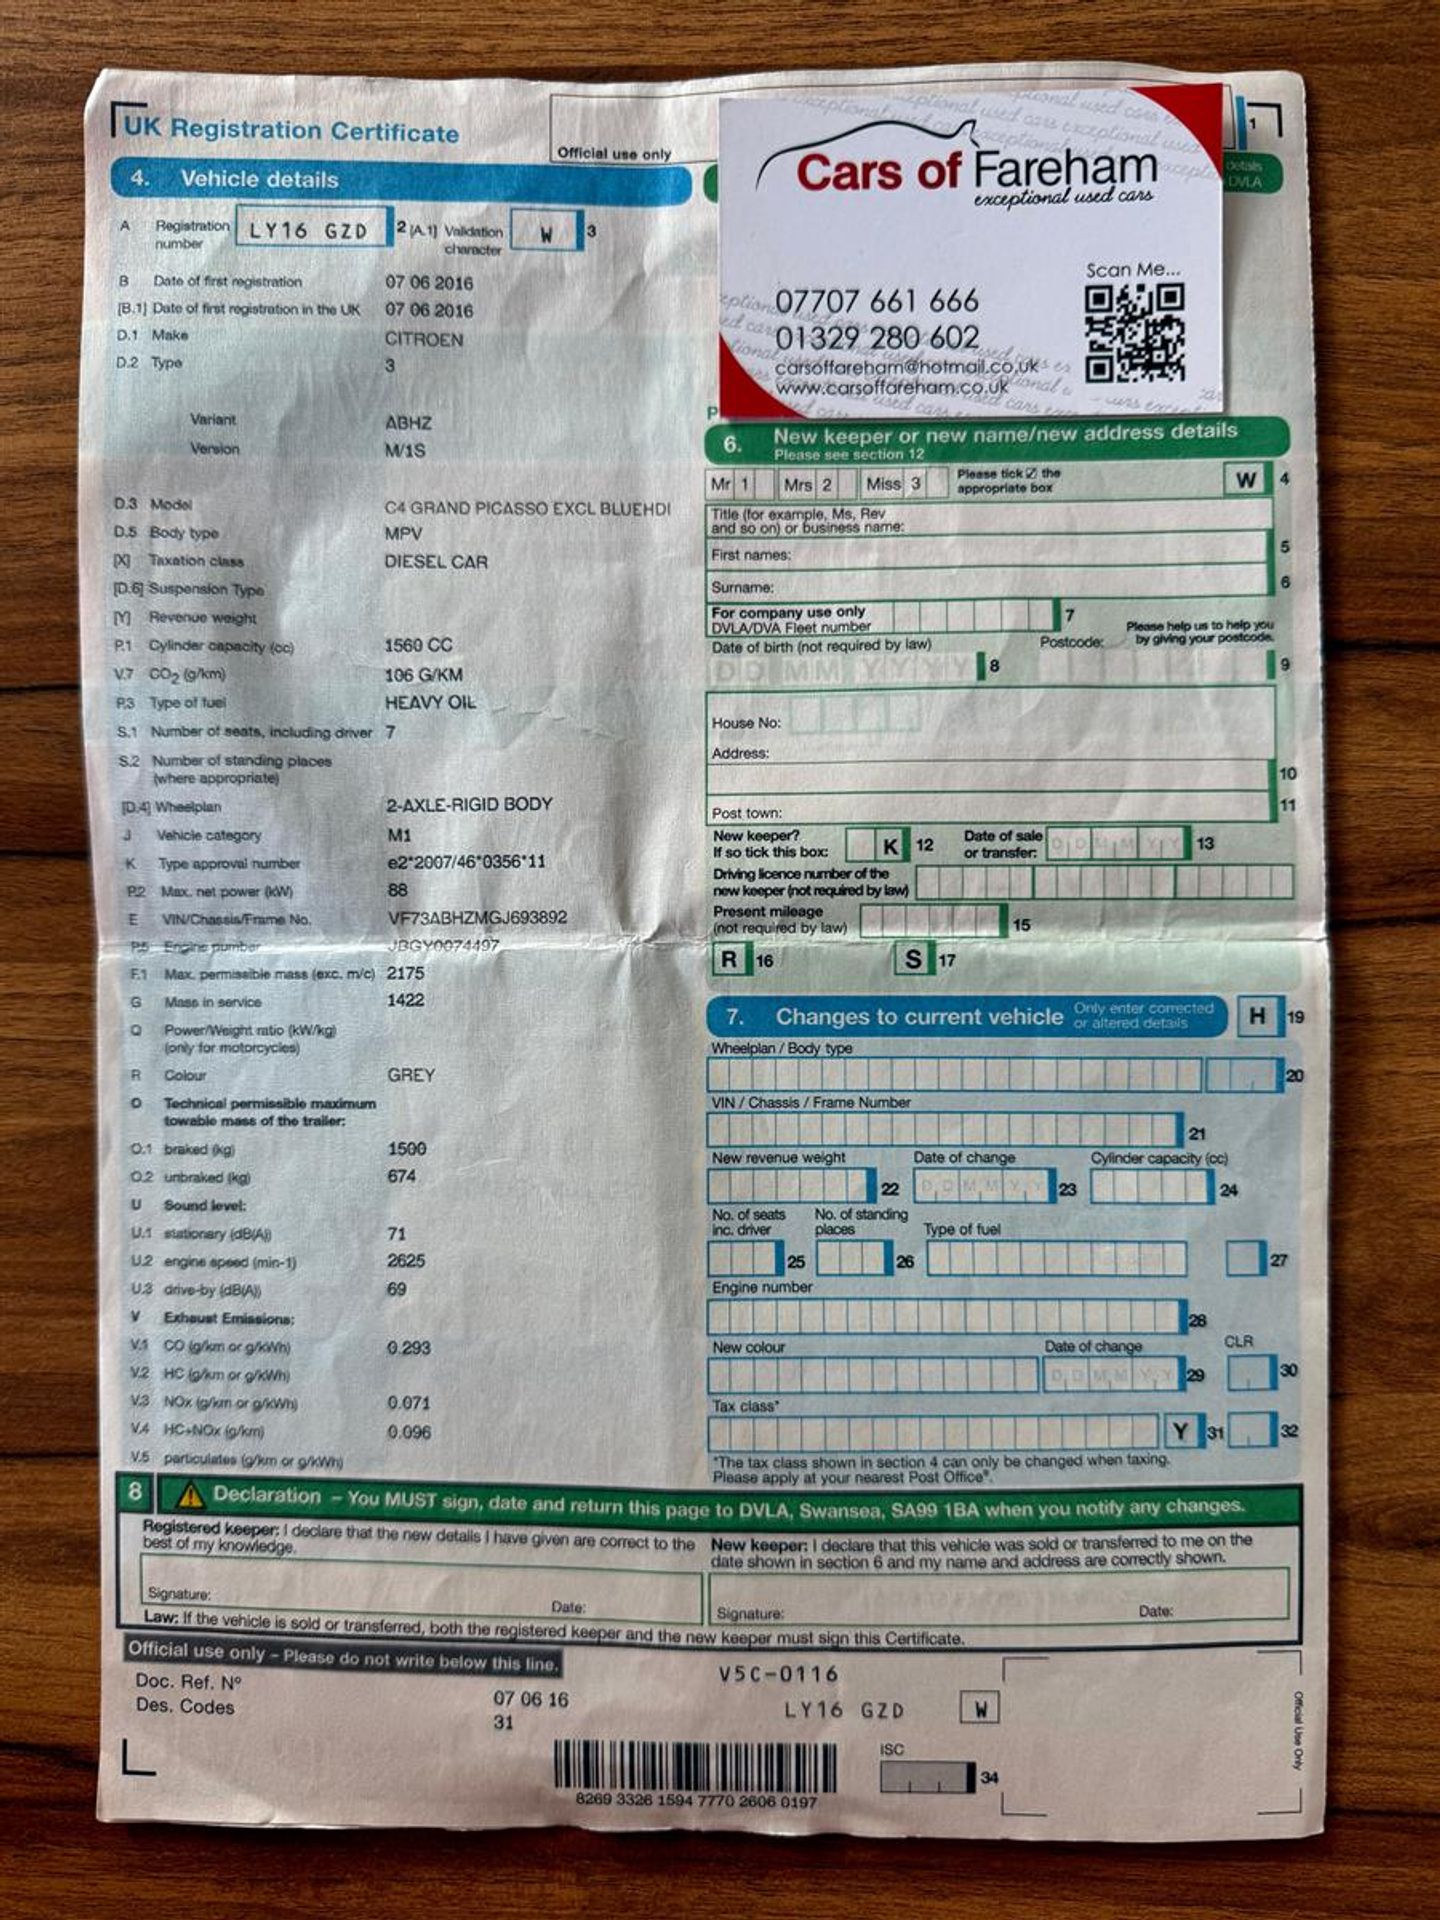 UK Registration Certificate
Official use only
1
4. Vehicle details
details
DVLA
A Registration number LY16 GZD 2 [A.1] Validation character W 3
B Date of first registration 07 06 2016
[B.1] Date of first registration in the UK 07 06 2016
D.1 Make CITROEN
D.2 Type 3
Variant ABHZ
Version M/1S
D.3 Model C4 GRAND PICASSO EXCL BLUEHDI
D.5 Body type MPV
[X] Taxation class DIESEL CAR
[D.6] Suspension Type
[Y] Revenue weight
P.1 Cylinder capacity (cc) 1560 CC
V.7 CO2 (g/km) 106 G/KM
P.3 Type of fuel HEAVY OIL
S.1 Number of seats, including driver 7
S.2 Number of standing places
(where appropriate)
[D.4] Wheelplan 2-AXLE-RIGID BODY
J Vehicle category M1
K Type approval number e2*2007/46*0356*11
P.2 Max. net power (kW) 88
E VIN/Chassis/Frame No. VF73ABHZMGJ693892
P.5 Engine number JBGY0074497
F.1 Max. permissible mass (exc. m/c) 2175
G Mass in service 1422
Q Power/Weight ratio (kW/kg)
(only for motorcycles)
R Colour GREY
O Technical permissible maximum
towable mass of the trailer:
O.1 braked (kg) 1500
O.2 unbraked (kg) 674
U Sound level:
U.1 stationary (dB(A)) 71
U.2 engine speed (min-1) 2625
U.3 drive-by (dB(A)) 69
V Exhaust Emissions:
V.1 CO (g/km or g/kWh) 0.293
V.2 HC (g/km or g/kWh)
V.3 NOx (g/km or g/kWh) 0.071
V.4 HC+NOx (g/km) 0.096
V.5 particulates (g/km or g/kWh)
Cars of Fareham
exceptional used cars
Scan Me...
07707 661 666
01329 280 602
carsoffareham@hotmail.co.uk
www.carsoffareham.co.uk
P
6. New keeper or new name/new address details
Please see section 12
Mr 1 Mrs 2 Miss 3 Please tick ☑ the appropriate box W 4
Title (for example, Ms, Rev
and so on) or business name:
First names: 5
Surname: 6
For company use only
DVLA/DVA Fleet number 7
Please help us to help you
by giving your postcode.
Date of birth (not required by law) Postcode:
D D M M Y Y Y Y 8 9
House No:
Address:
10
Post town: 11
New keeper?
If so tick this box: K 12 Date of sale or transfer: D D M M Y Y 13
Driving licence number of the
new keeper (not required by law)
Present mileage
(not required by law) 15
R 16 S 17
7. Changes to current vehicle Only enter corrected or altered details H 19
Wheelplan / Body type
20
VIN / Chassis / Frame Number
21
New revenue weight Date of change Cylinder capacity (cc)
22 D D M M Y Y 23 24
No. of seats inc. driver No. of standing places Type of fuel
25 26 27
Engine number
28
New colour Date of change CLR
D D M M Y Y 29 30
Tax class*
Y 31 32
*The tax class shown in section 4 can only be changed when taxing.
Please apply at your nearest Post Office®.
8 Declaration – You MUST sign, date and return this page to DVLA, Swansea, SA99 1BA when you notify any changes.
Registered keeper: I declare that the new details I have given are correct to the
best of my knowledge.
Signature: Date:
New keeper: I declare that this vehicle was sold or transferred to me on the
date shown in section 6 and my name and address are correctly shown.
Signature: Date:
Law: If the vehicle is sold or transferred, both the registered keeper and the new keeper must sign this Certificate.
Official use only – Please do not write below this line.
Doc. Ref. Nº 07 06 16
Des. Codes 31
V5C-0116
LY16 GZD W
ISC
34
8269 3326 1594 7770 2606 0197
Official Use Only